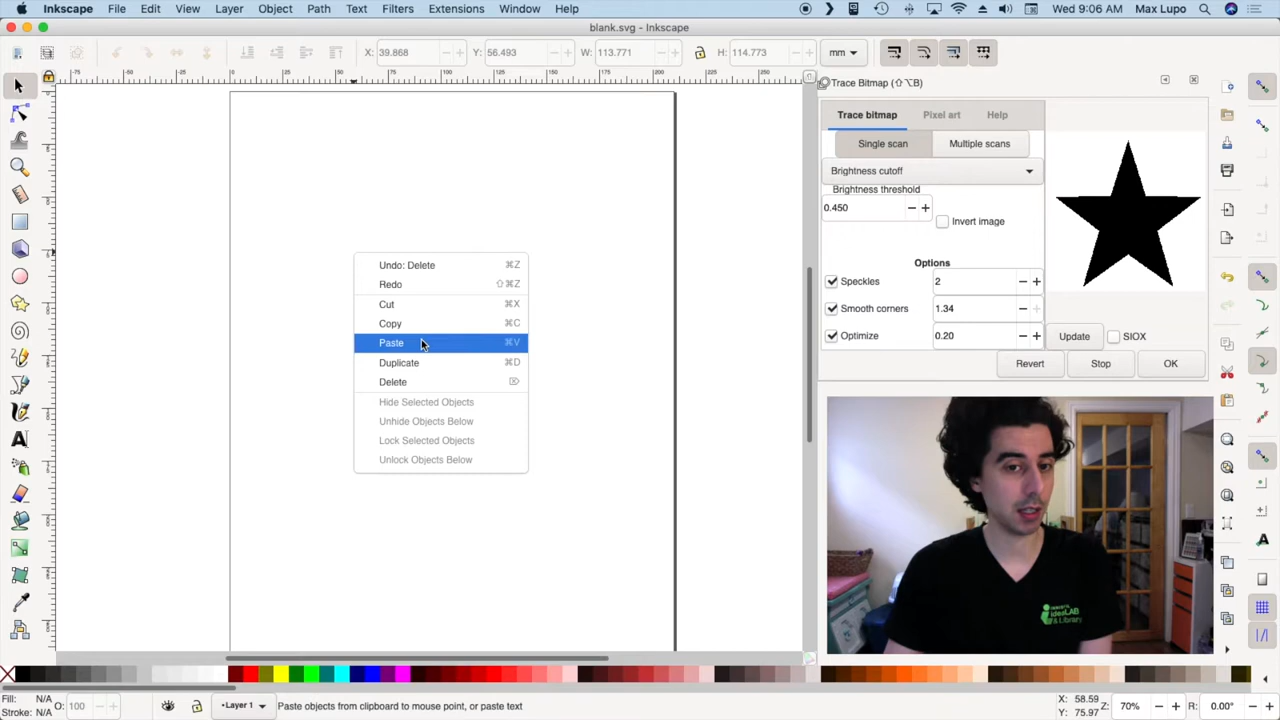 Inkscape File Edit View Layer Object Path Text Filters Extensions Window Help Wed 9:06 AM Max Lupo
blank.svg - Inkscape
X: 39.868 Y: 56.493 W: 113.771 H: 114.773 mm
Trace Bitmap (⇧⌥B)
Trace bitmap Pixel art Help
Single scan Multiple scans
Brightness cutoff
Brightness threshold
0.450
Invert image
Options
Speckles 2
Smooth corners 1.34
Optimize 0.20
Update SIOX
Revert Stop OK
Undo: Delete ⌘Z
Redo ⇧⌘Z
Cut ⌘X
Copy ⌘C
Paste ⌘V
Duplicate ⌘D
Delete ⌦
Hide Selected Objects
Unhide Objects Below
Lock Selected Objects
Unlock Objects Below
ideaLAB
& Library
Fill: N/A
Stroke: N/A
O: 100
•Layer 1
Paste objects from clipboard to mouse point, or paste text
X: 58.59
Y: 75.97
Z: 70%
R: 0.00°